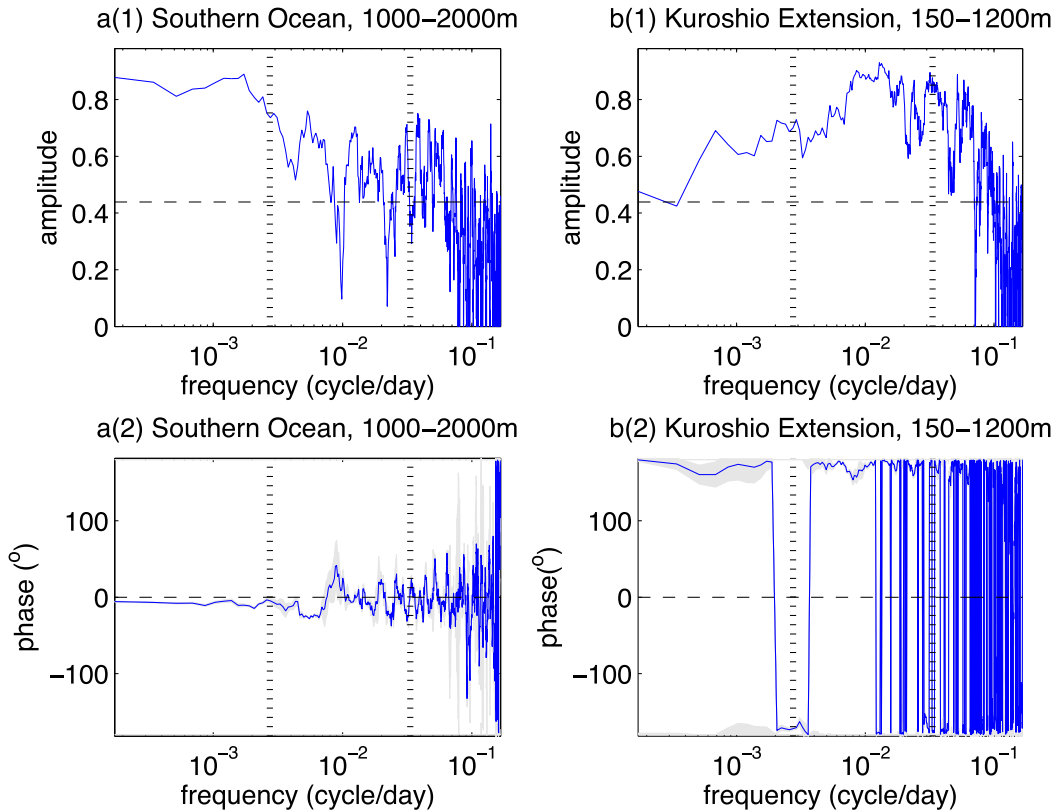 a(1) Southern Ocean, 1000−2000m
b(1) Kuroshio Extension, 150−1200m
amplitude
0.8
0.6
0.4
0.2
0
10−3
10−2
10−1
frequency (cycle/day)
amplitude
0.8
0.6
0.4
0.2
0
10−3
10−2
10−1
frequency (cycle/day)
a(2) Southern Ocean, 1000−2000m
b(2) Kuroshio Extension, 150−1200m
phase (o)
100
0
−100
10−3
10−2
10−1
frequency (cycle/day)
phase(o)
100
0
−100
10−3
10−2
10−1
frequency (cycle/day)